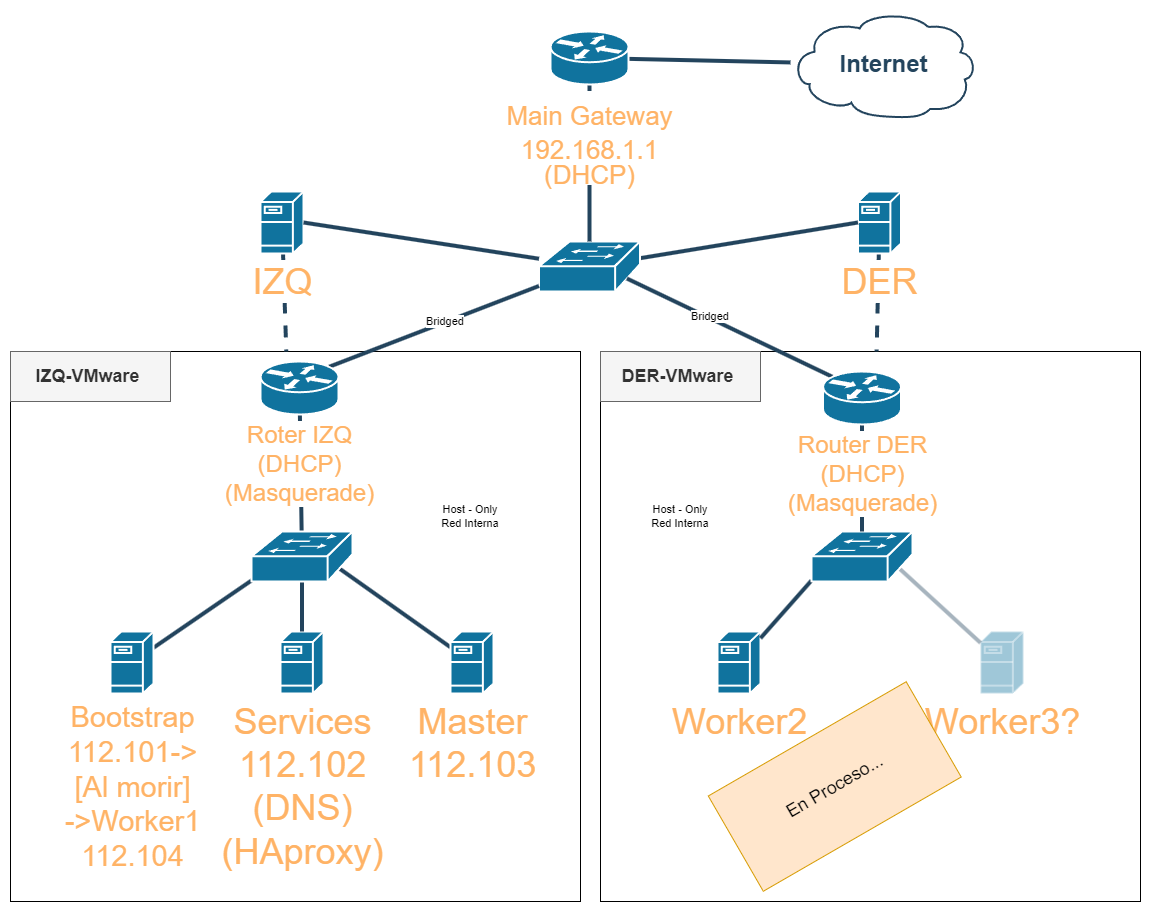 Internet
Main Gateway
192.168.1.1
(DHCP)
IZQ
DER
Bridged
Bridged
IZQ-VMware
Roter IZQ
(DHCP)
(Masquerade)
Host - Only
Red Interna
Bootstrap
112.101->
[Al morir]
->Worker1
112.104
Services
112.102
(DNS)
(HAproxy)
Master
112.103
DER-VMware
Router DER
(DHCP)
(Masquerade)
Host - Only
Red Interna
Worker2
Worker3?
En Proceso...